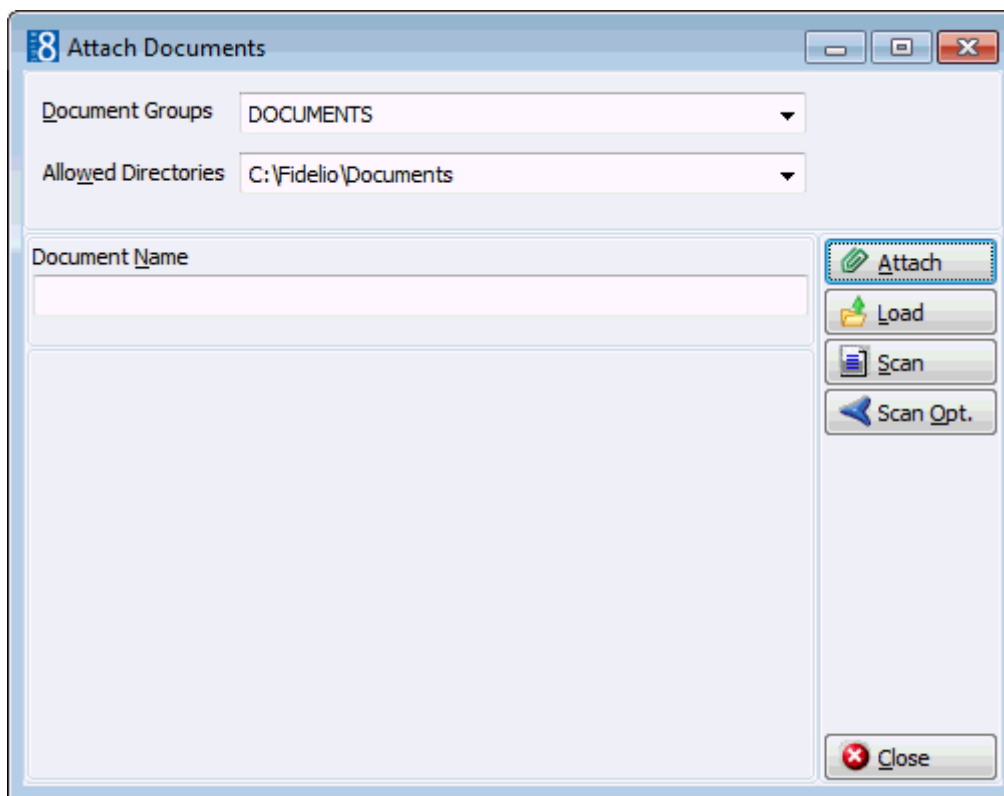 8 Attach Documents
Document Groups DOCUMENTS
Allowed Directories C:\Fidelio\Documents
Document Name
Attach
Load
Scan
Scan Opt.
Close